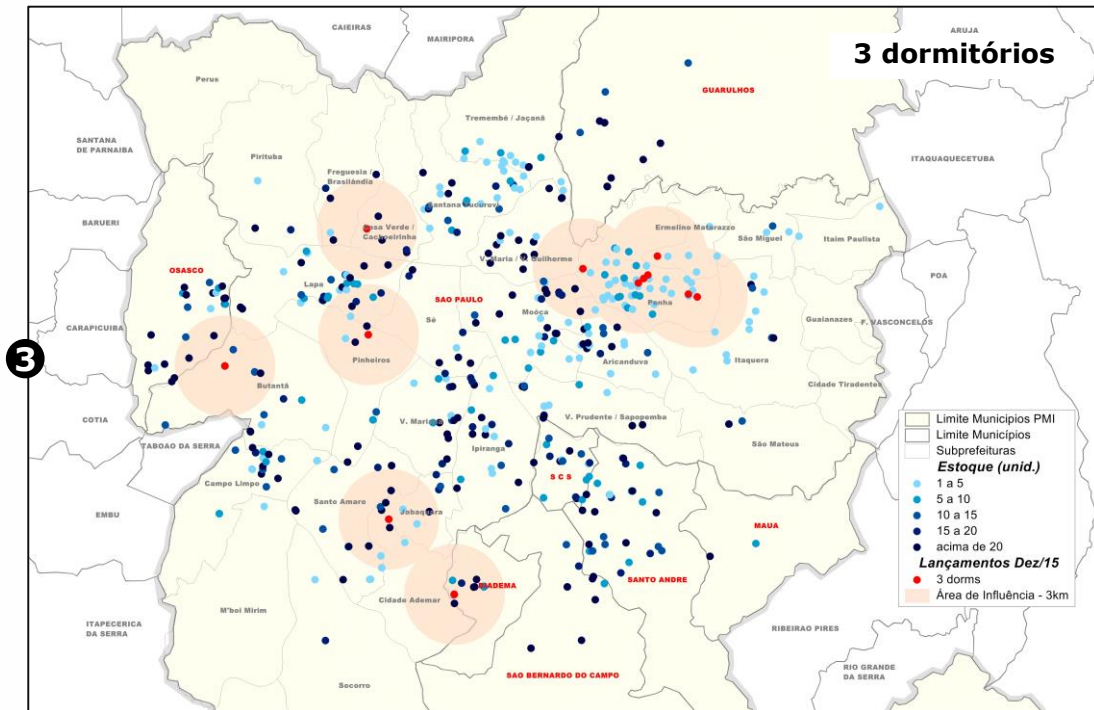 CAIEIRAS
MAIRIPORA
ARUJA
3 dormitórios
Perus
GUARULHOS
Tremembé / Jaçanã
SANTANA
DE PARNAIBA
Pirituba
ITAQUAQUECETUBA
Freguesia /
Brasilândia
Santana Tucuruvi
BARUERI
Casa Verde /
Cachoeirinha
Ermelino Matarazzo
São Miguel
Itaim Paulista
V. Maria / V. Guilherme
OSASCO
POA
Lapa
SAO PAULO
Penha
Moóca
Sé
Guaianazes
F. VASCONCELOS
CARAPICUIBA
3
Pinheiros
Aricanduva
Itaquera
Butantã
Cidade Tiradentes
COTIA
V. Prudente / Sapopemba
V. Mariana
TABOAO DA SERRA
São Mateus
Ipiranga
S C S
Campo Limpo
Santo Amaro
EMBU
Jabaquara
MAUA
DIADEMA
SANTO ANDRE
Cidade Ademar
M'boi Mirim
ITAPECERICA
DA SERRA
RIBEIRAO PIRES
SAO BERNARDO DO CAMPO
RIO GRANDE
DA SERRA
Socorro
Limite Municipios PMI
Limite Municípios
Subprefeituras
Estoque (unid.)
1 a 5
5 a 10
10 a 15
15 a 20
acima de 20
Lançamentos Dez/15
3 dorms
Área de Influência - 3km